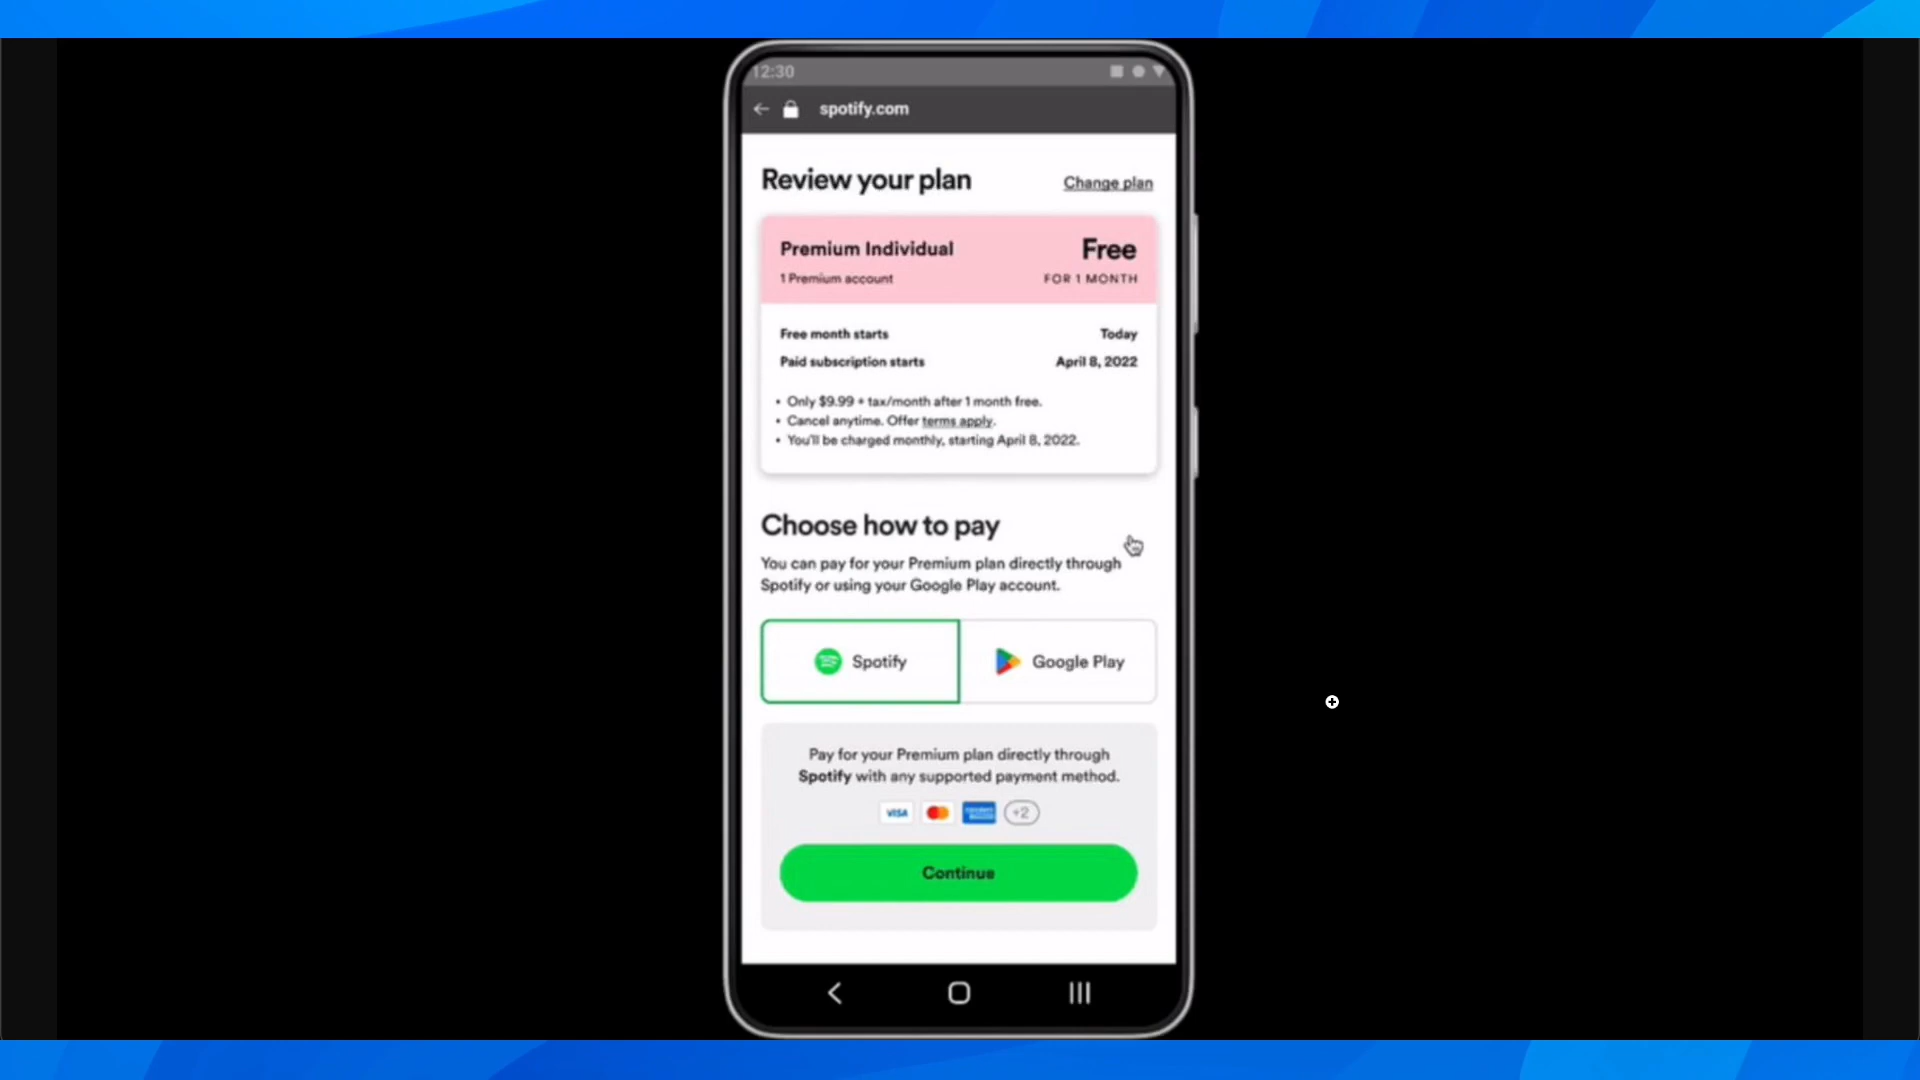 12:30
spotify.com
Review your plan
Change plan
Premium Individual
Free
1 Premium account
FOR 1 MONTH
Free month starts
Today
Paid subscription starts
April 8, 2022
• Only $9.99 + tax/month after 1 month free.
• Cancel anytime. Offer terms apply.
• You'll be charged monthly, starting April 8, 2022.
Choose how to pay
You can pay for your Premium plan directly through
Spotify or using your Google Play account.
Spotify
Google Play
Pay for your Premium plan directly through
Spotify with any supported payment method.
VISA
+2
Continue